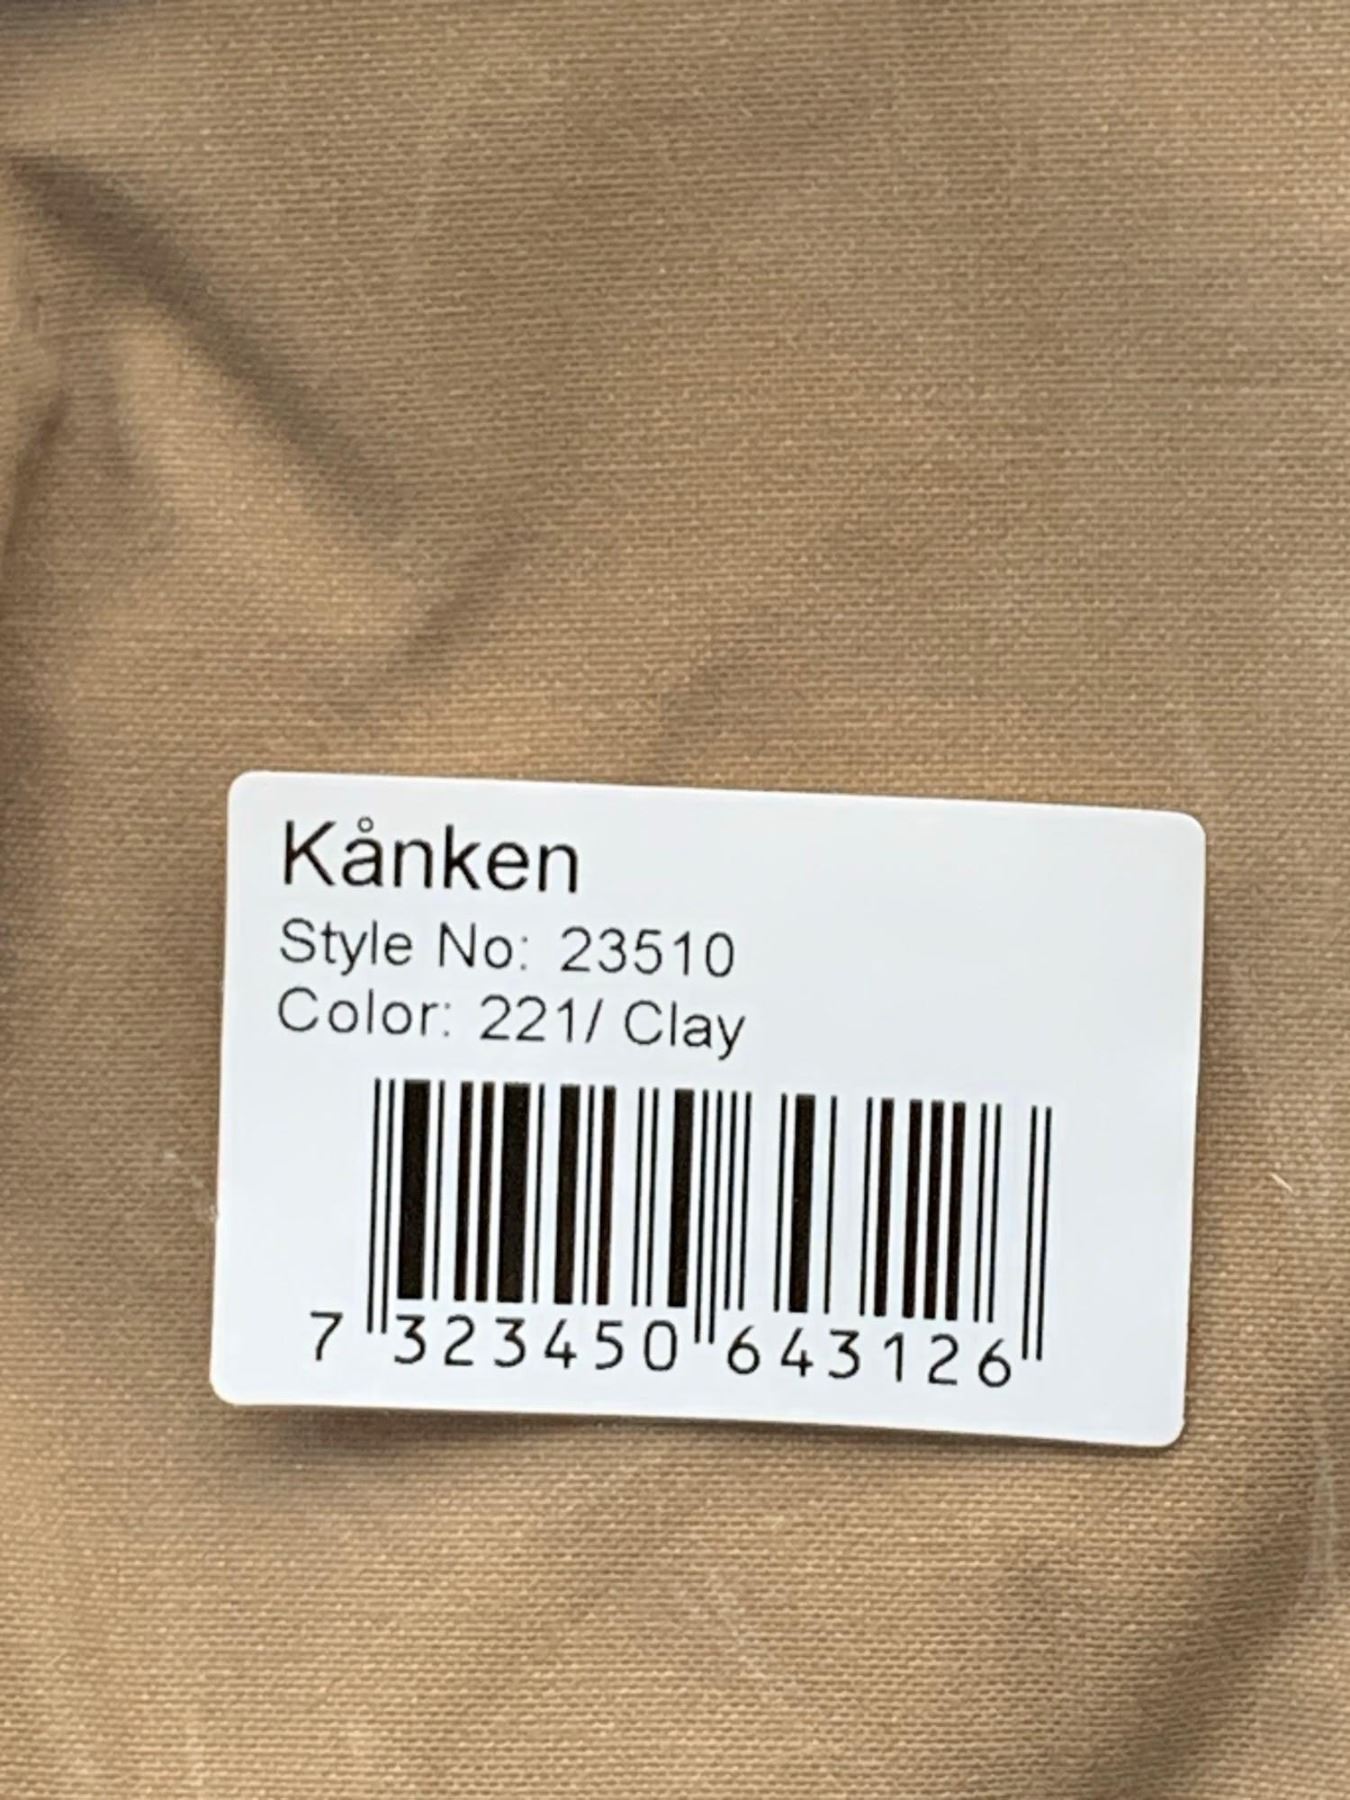 Kånken
Style No: 23510
Color: 221/ Clay
7 323450 643126